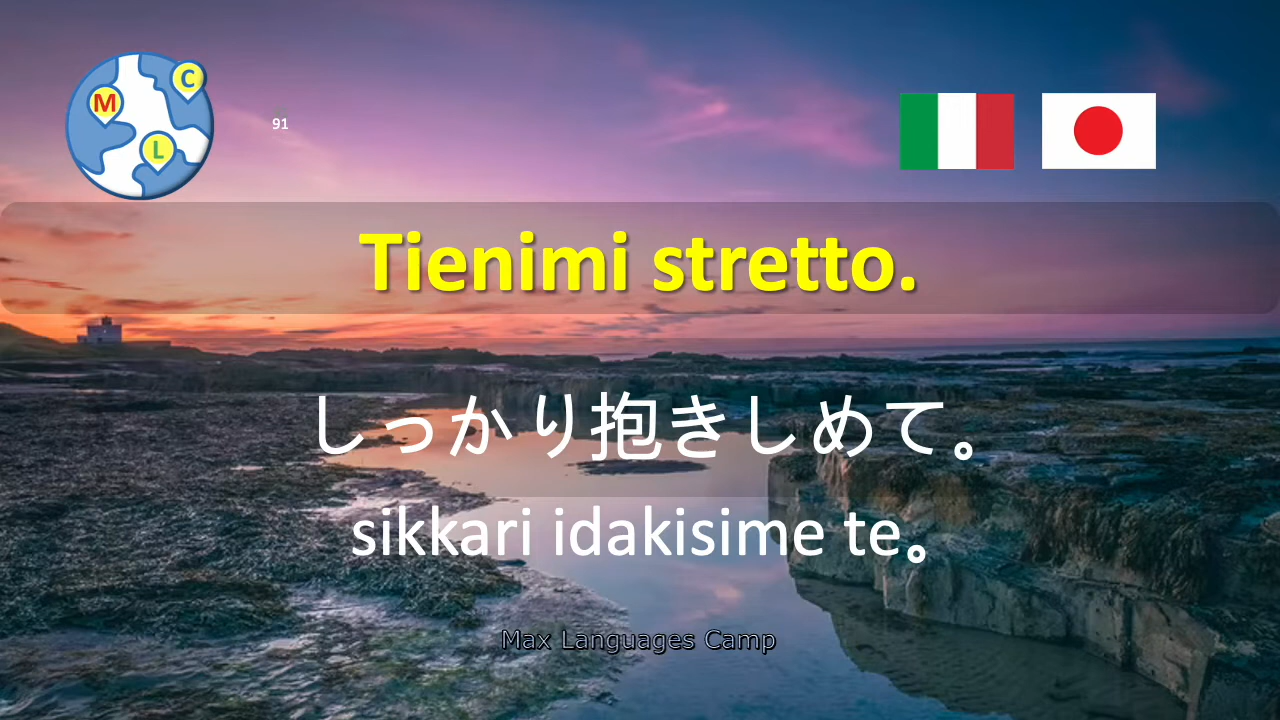 C
M
L
91
Tienimi stretto.
しっかり抱きしめて。
sikkari idakisime te。
Max Languages Camp